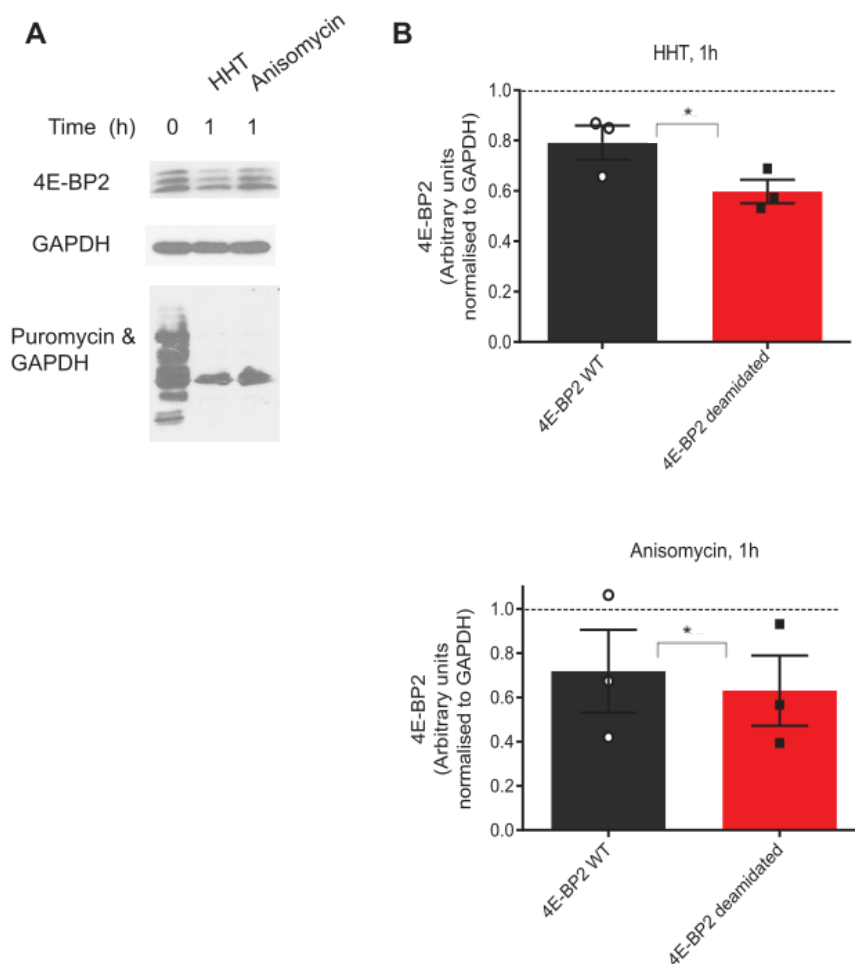 A
HHT
Anisomycin
Time (h) 0 1 1
4E-BP2
GAPDH
Puromycin &
GAPDH
B
HHT, 1h
4E-BP2
(Arbitrary units
normalised to GAPDH)
1.0
0.8
0.6
0.4
0.2
0.0
*
4E-BP2 WT
4E-BP2 deamidated
Anisomycin, 1h
4E-BP2
(Arbitrary units
normalised to GAPDH)
1.0
0.8
0.6
0.4
0.2
0.0
*
4E-BP2 WT
4E-BP2 deamidated